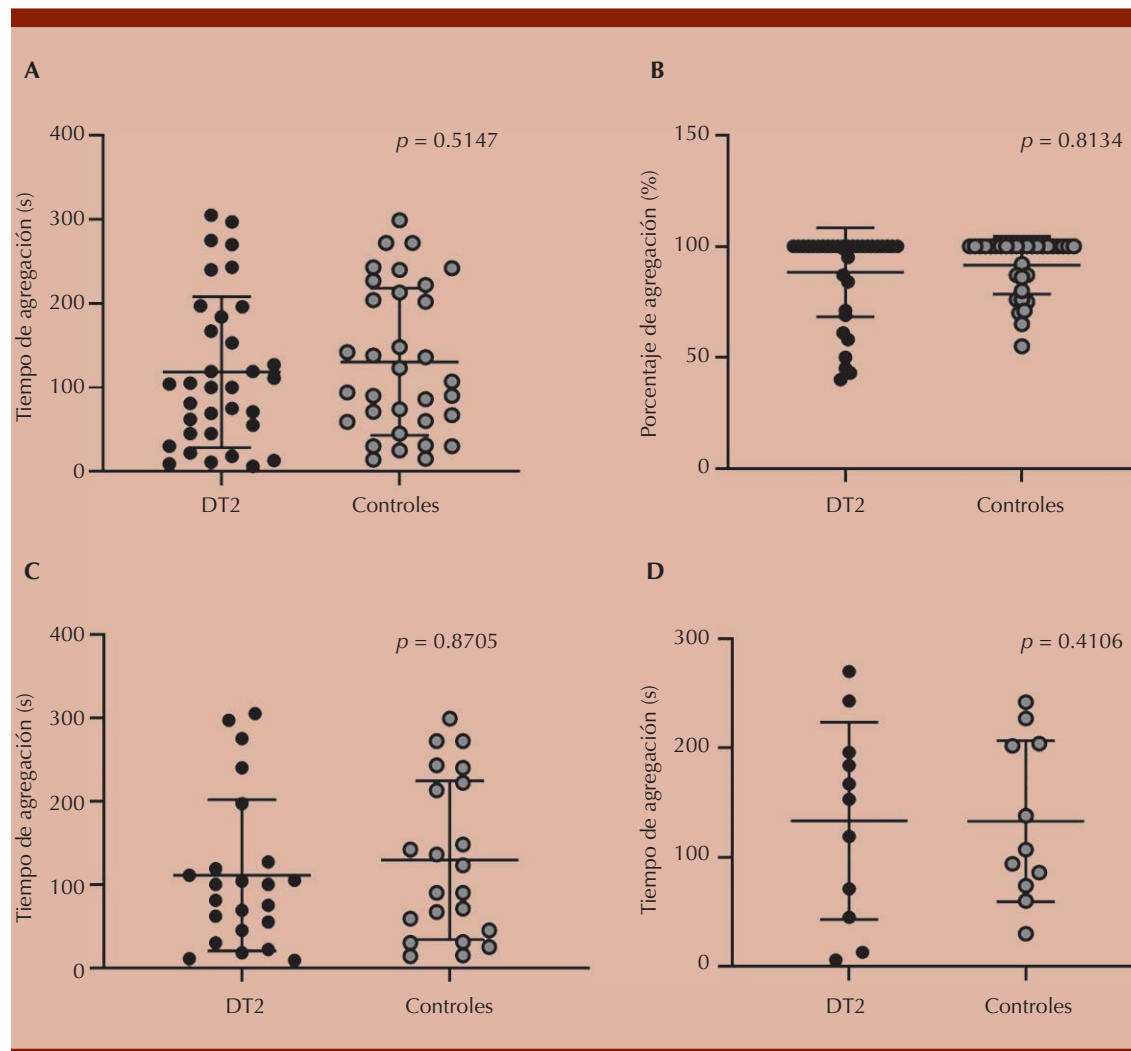 A
Tiempo de agregación (s)
400
300
200
100
0
p = 0.5147
DT2
Controles
B
Porcentaje de agregación (%)
150
100
50
0
p = 0.8134
DT2
Controles
C
Tiempo de agregación (s)
400
300
200
100
0
p = 0.8705
DT2
Controles
D
Tiempo de agregación (s)
300
200
100
0
p = 0.4106
DT2
Controles